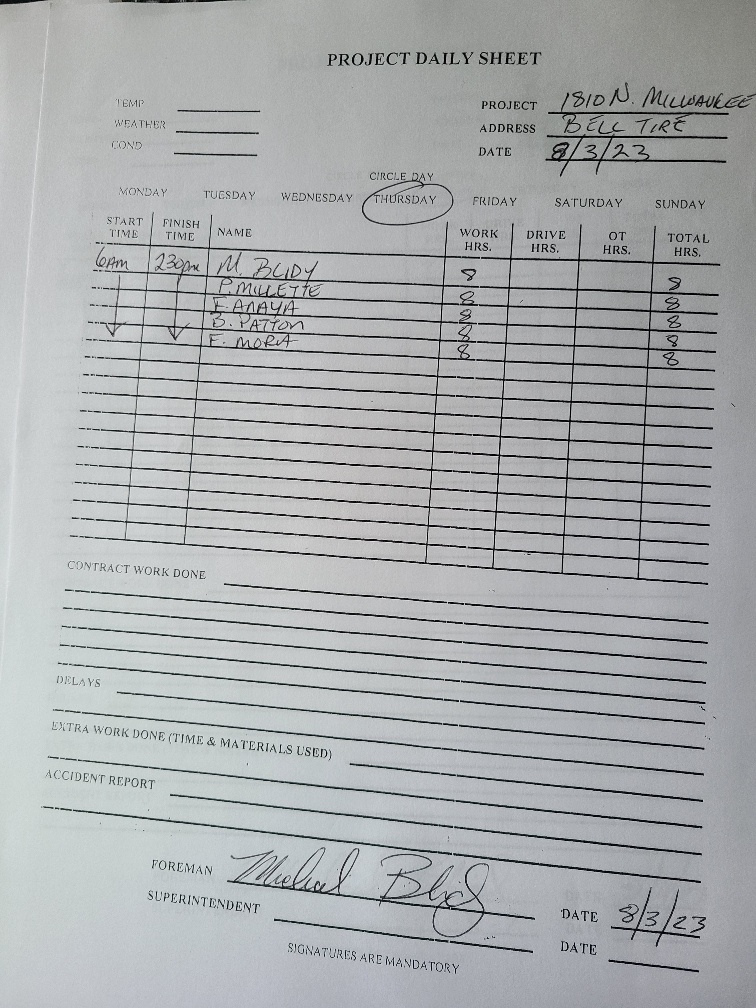 PROJECT DAILY SHEET
TEMP
WEATHER
COND
PROJECT 1810 N. MILWAUKEE
ADDRESS BELL TIRE
DATE 8/3/23
CIRCLE DAY
MONDAY TUESDAY WEDNESDAY THURSDAY FRIDAY SATURDAY SUNDAY
START TIME FINISH TIME NAME WORK HRS. DRIVE HRS. OT HRS. TOTAL HRS.
6AM 230pm M. BLIDY 8 8
P. MILLETTE 8 8
F. ANAYA 8 8
B. PATTON 8 8
F. MORA 8 8
CONTRACT WORK DONE
DELAYS
EXTRA WORK DONE (TIME & MATERIALS USED)
ACCIDENT REPORT
FOREMAN Michael Blidy
SUPERINTENDENT
DATE 8/3/23
DATE
SIGNATURES ARE MANDATORY